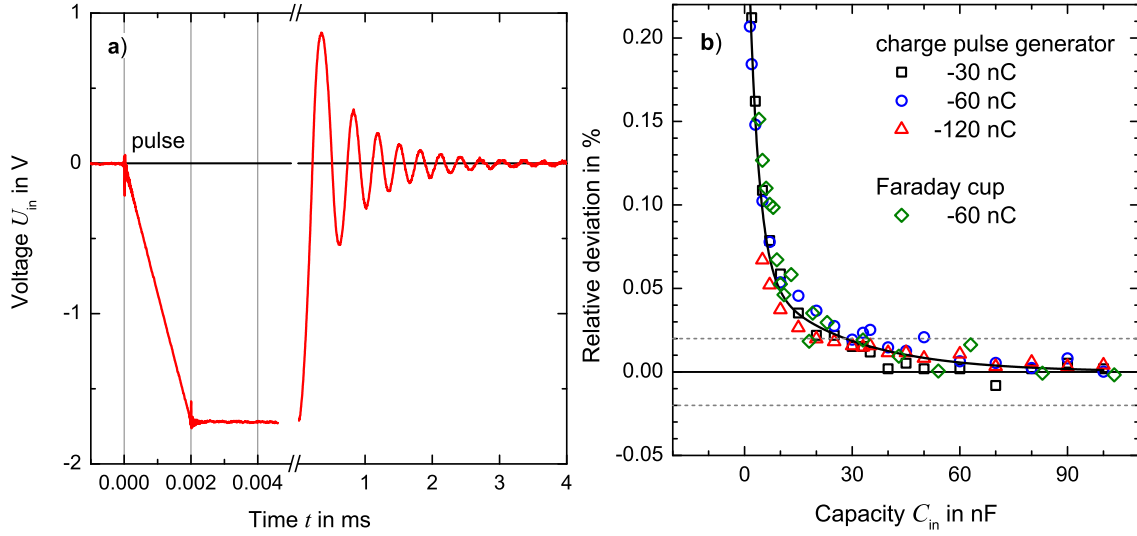 a)
pulse
0
-1
-2
0.000 0.002 0.004 1 2 3 4
Voltage U_in in V
Time t in ms
b)
charge pulse generator
-30 nC
-60 nC
-120 nC
Faraday cup
-60 nC
0.20
0.15
0.10
0.05
0.00
-0.05
0 30 60 90
Relative deviation in %
Capacity C_in in nF